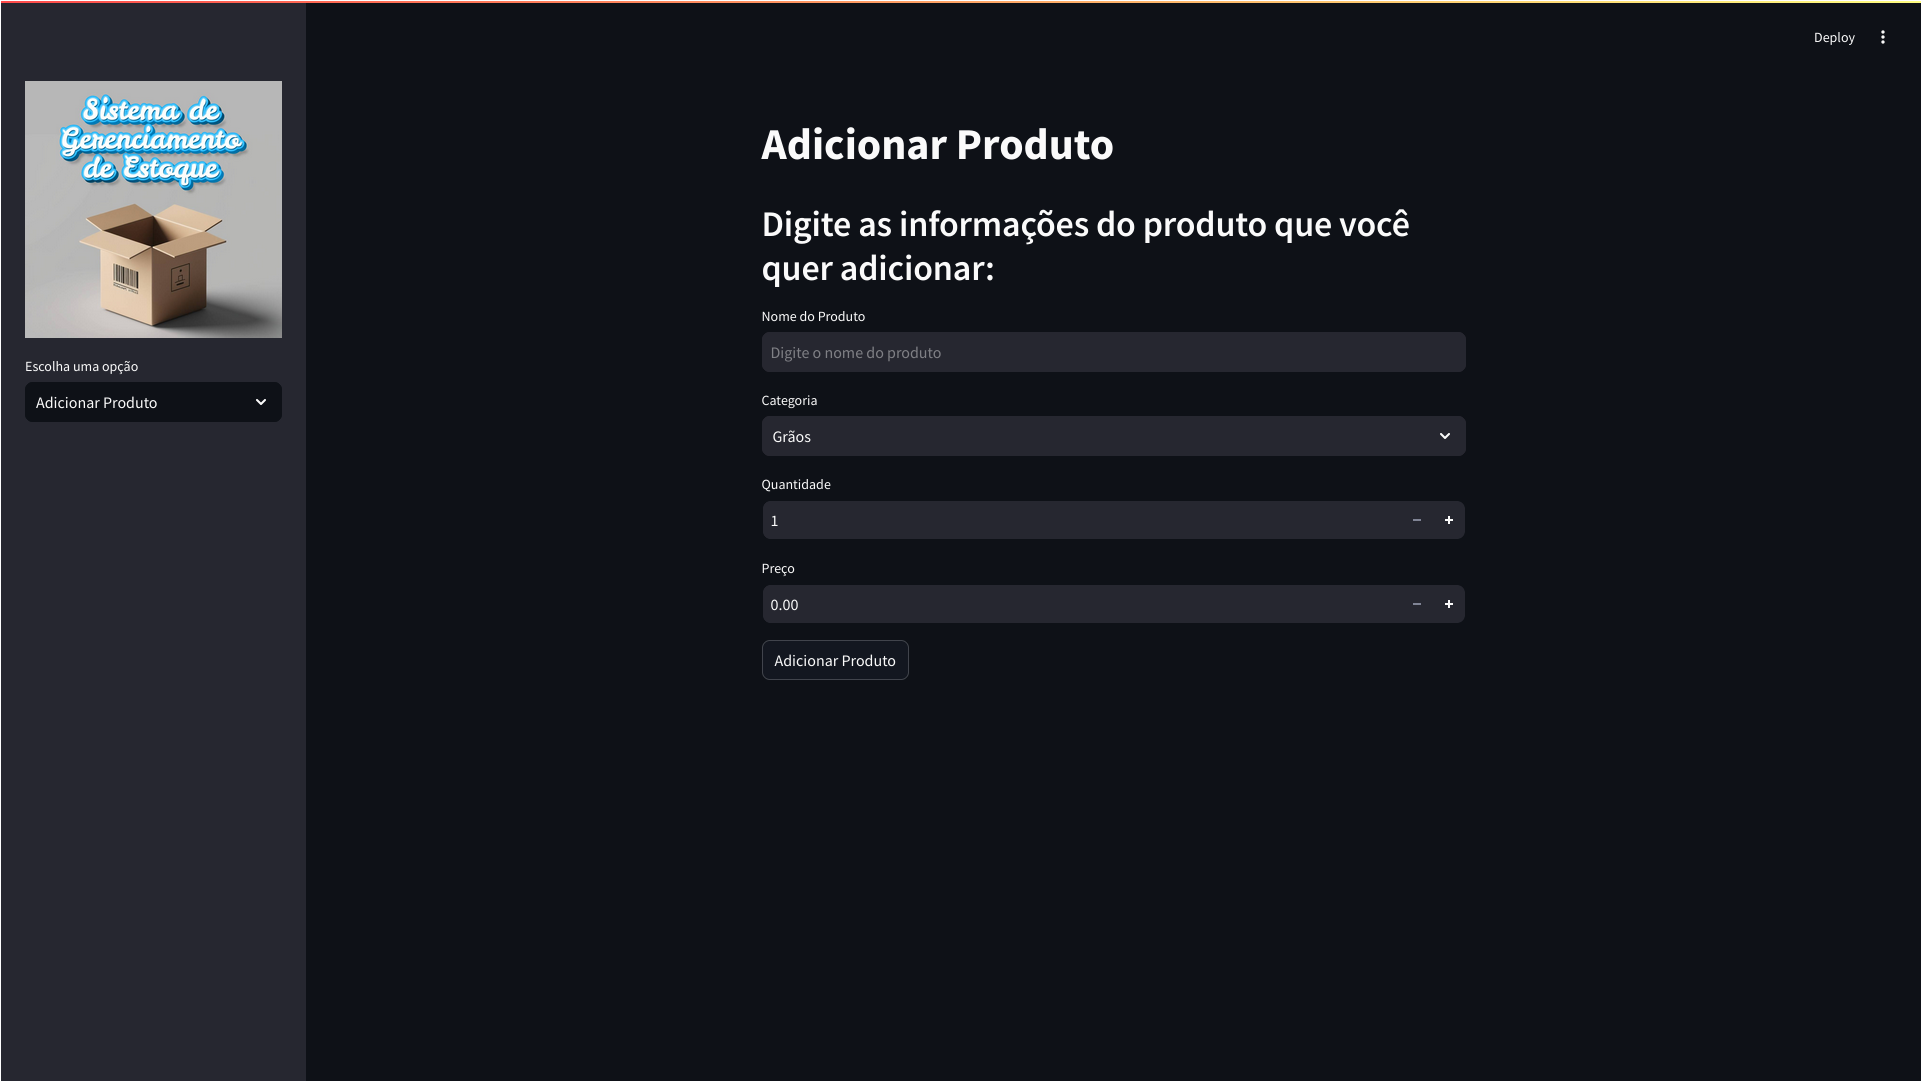 Deploy
Sistema de
Gerenciamento
de Estoque
Escolha uma opção
Adicionar Produto
Adicionar Produto
Digite as informações do produto que você
quer adicionar:
Nome do Produto
Digite o nome do produto
Categoria
Grãos
Quantidade
1
Preço
0.00
Adicionar Produto